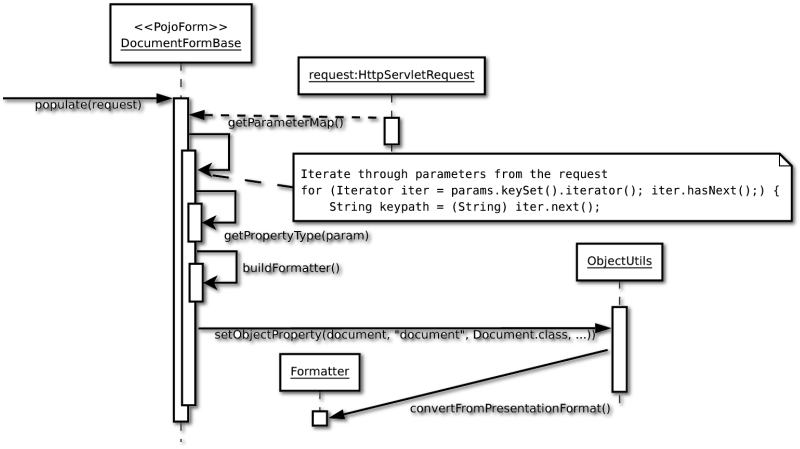 <<PojoForm>>
DocumentFormBase
request:HttpServletRequest
populate(request)
getParameterMap()
Iterate through parameters from the request
for (Iterator iter = params.keySet().iterator(); iter.hasNext();) {
    String keypath = (String) iter.next();
getPropertyType(param)
ObjectUtils
buildFormatter()
setObjectProperty(document, "document", Document.class, ...))
Formatter
convertFromPresentationFormat()